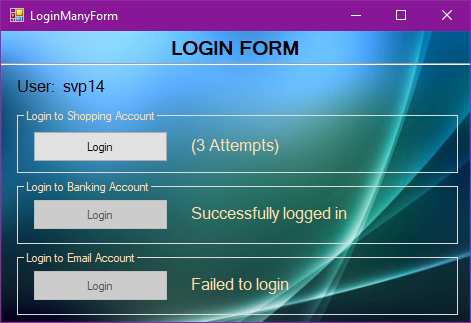 LoginManyForm
LOGIN FORM
User: svp14
Login to Shopping Account
Login (3 Attempts)
Login to Banking Account
Login Successfully logged in
Login to Email Account
Login Failed to login